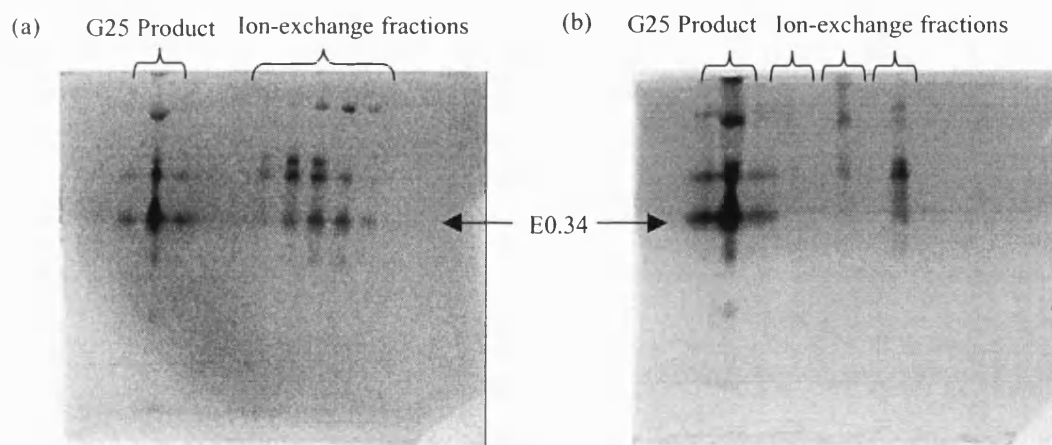 (a) G25 Product Ion-exchange fractions
(b) G25 Product Ion-exchange fractions
E0.34